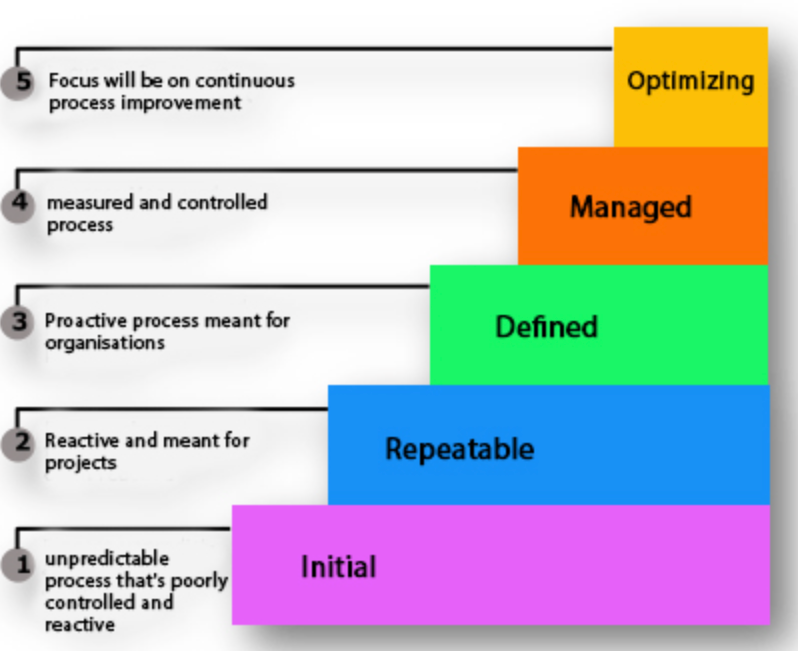 5
Focus will be on continuous
process improvement
Optimizing
4
measured and controlled
process
Managed
3
Proactive process meant for
organisations
Defined
2
Reactive and meant for
projects
Repeatable
1
unpredictable
process that's poorly
controlled and
reactive
Initial